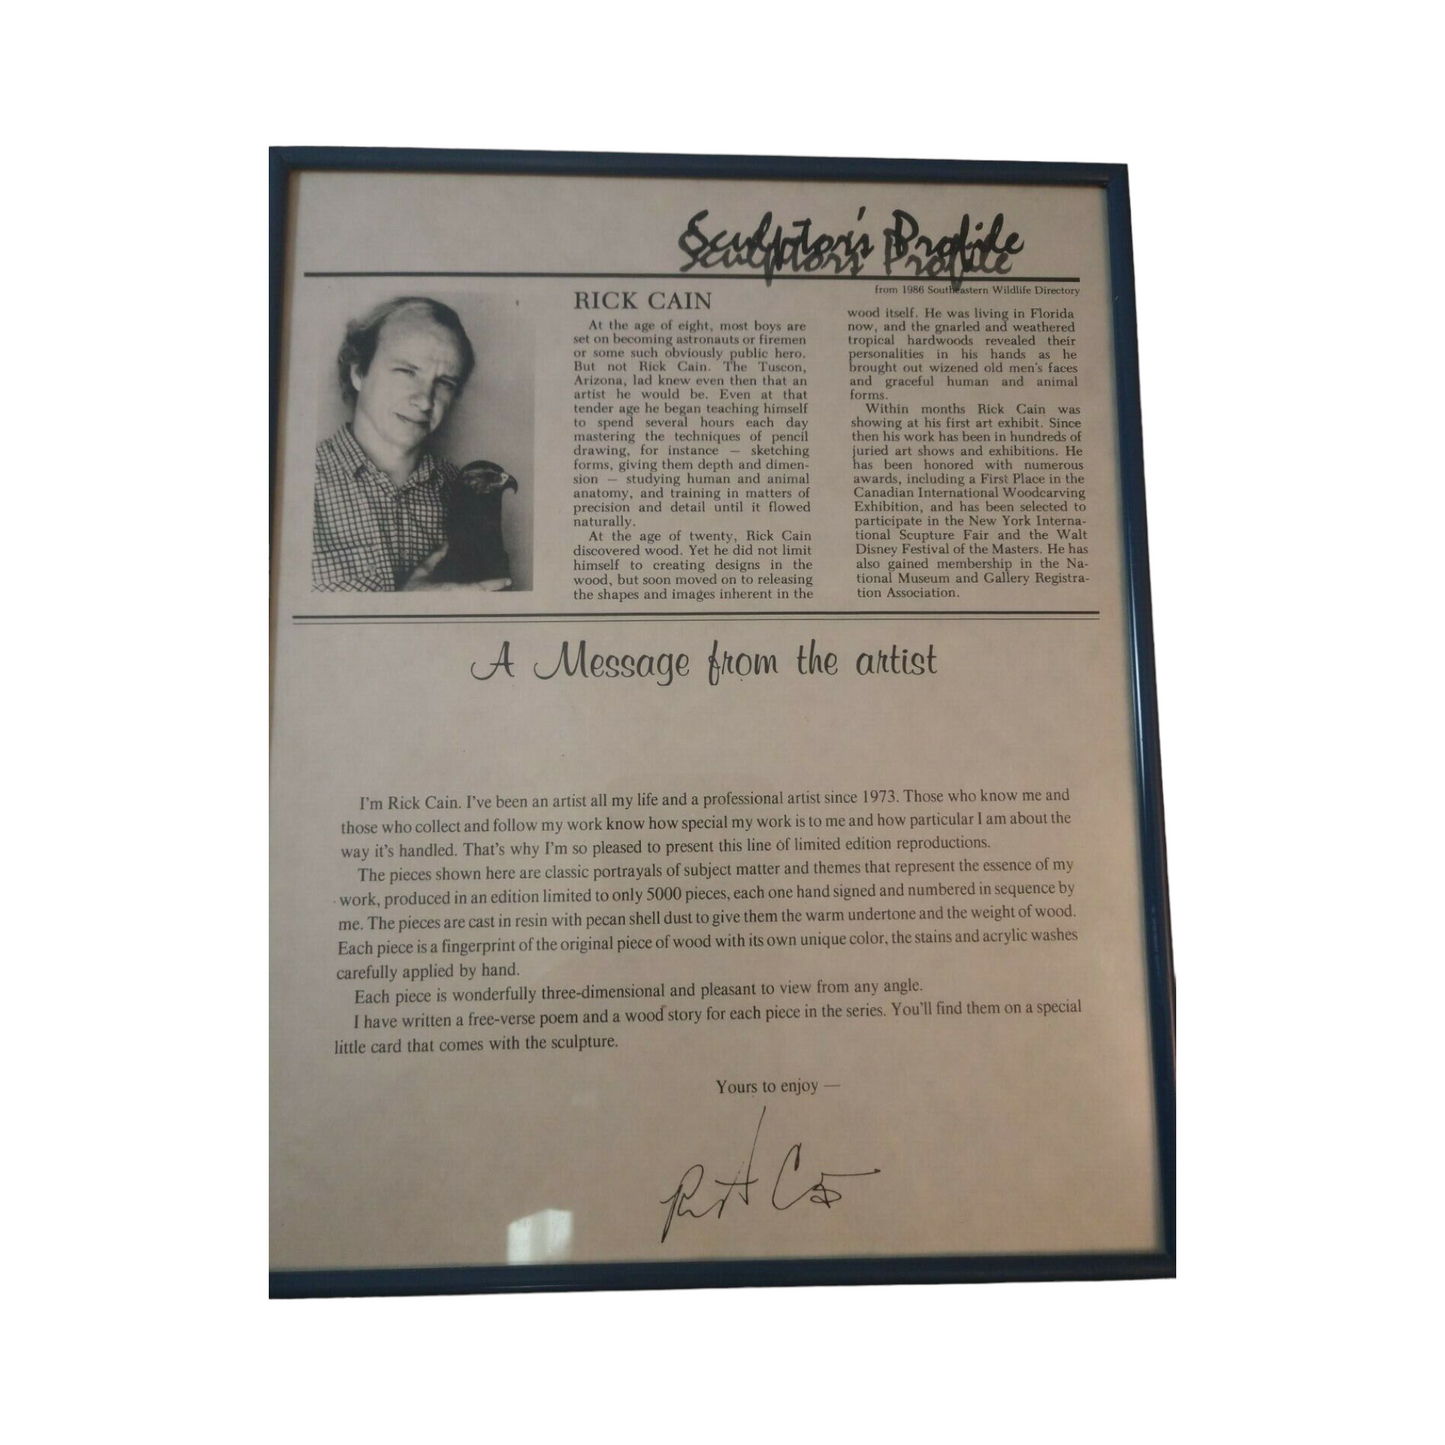 Sculptor's Profile
from 1986 Southeastern Wildlife Directory
RICK CAIN
At the age of eight, most boys are
set on becoming astronauts or firemen
or some such obviously public hero.
But not Rick Cain. The Tuscon,
Arizona, lad knew even then that an
artist he would be. Even at that
tender age he began teaching himself
to spend several hours each day
mastering the techniques of pencil
drawing, for instance — sketching
forms, giving them depth and dimen-
sion — studying human and animal
anatomy, and training in matters of
precision and detail until it flowed
naturally.
At the age of twenty, Rick Cain
discovered wood. Yet he did not limit
himself to creating designs in the
wood, but soon moved on to releasing
the shapes and images inherent in the
wood itself. He was living in Florida
now, and the gnarled and weathered
tropical hardwoods revealed their
personalities in his hands as he
brought out wizened old men's faces
and graceful human and animal
forms.
Within months Rick Cain was
showing at his first art exhibit. Since
then his work has been in hundreds of
juried art shows and exhibitions. He
has been honored with numerous
awards, including a First Place in the
Canadian International Woodcarving
Exhibition, and has been selected to
participate in the New York Interna-
tional Scupture Fair and the Walt
Disney Festival of the Masters. He has
also gained membership in the Na-
tional Museum and Gallery Registra-
tion Association.
A Message from the artist
I'm Rick Cain. I've been an artist all my life and a professional artist since 1973. Those who know me and
those who collect and follow my work know how special my work is to me and how particular I am about the
way it's handled. That's why I'm so pleased to present this line of limited edition reproductions.
The pieces shown here are classic portrayals of subject matter and themes that represent the essence of my
work, produced in an edition limited to only 5000 pieces, each one hand signed and numbered in sequence by
me. The pieces are cast in resin with pecan shell dust to give them the warm undertone and the weight of wood.
Each piece is a fingerprint of the original piece of wood with its own unique color, the stains and acrylic washes
carefully applied by hand.
Each piece is wonderfully three-dimensional and pleasant to view from any angle.
I have written a free-verse poem and a wood story for each piece in the series. You'll find them on a special
little card that comes with the sculpture.
Yours to enjoy —